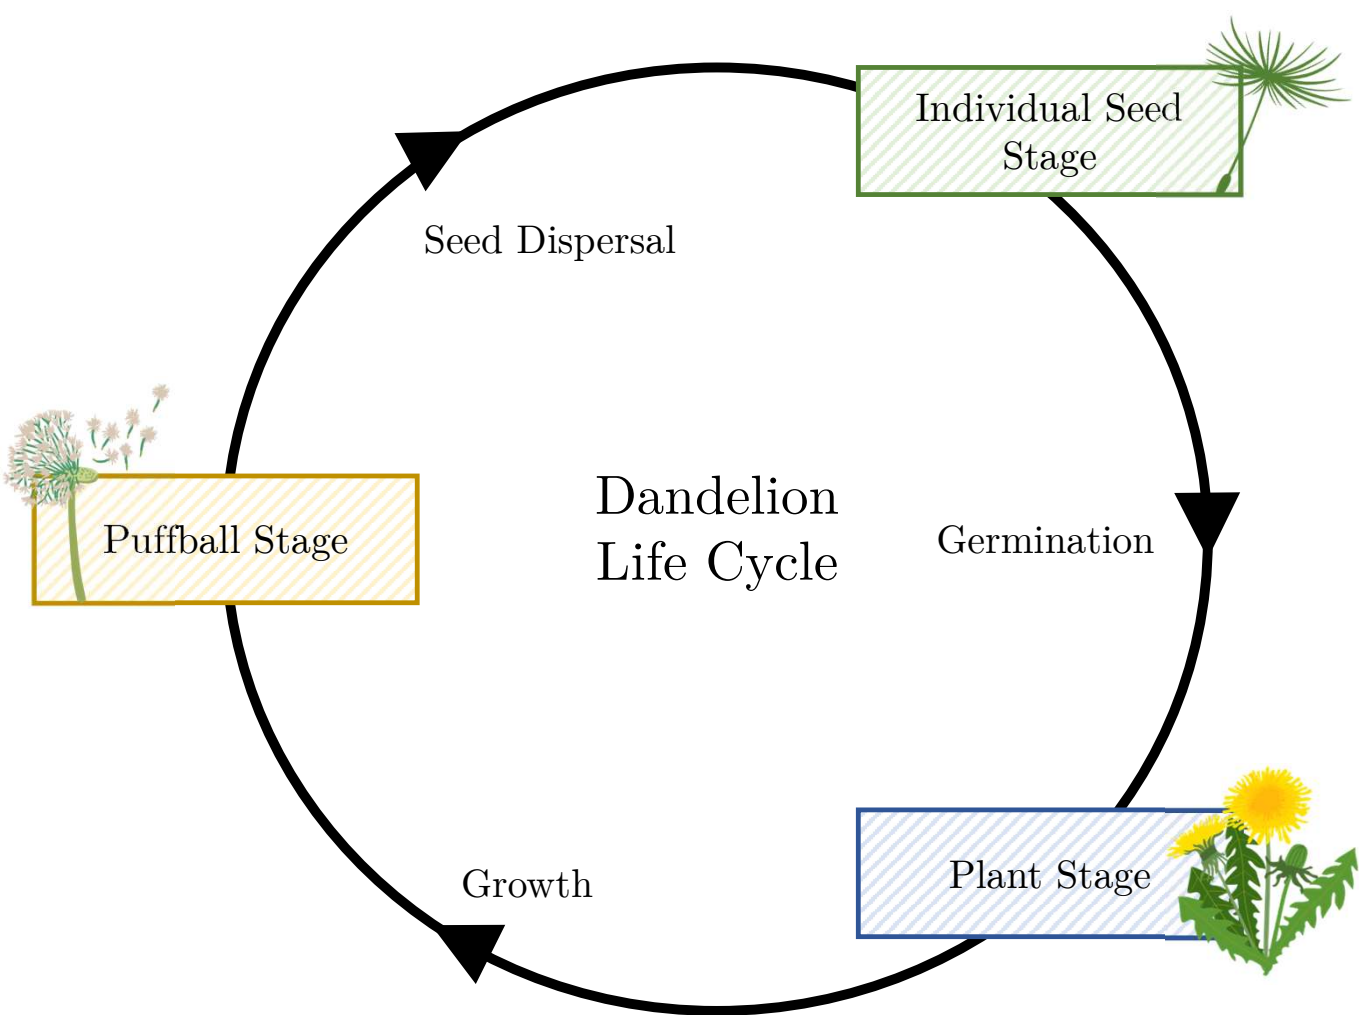 Individual Seed
Stage
Seed Dispersal
Dandelion
Life Cycle
Germination
Puffball Stage
Growth
Plant Stage